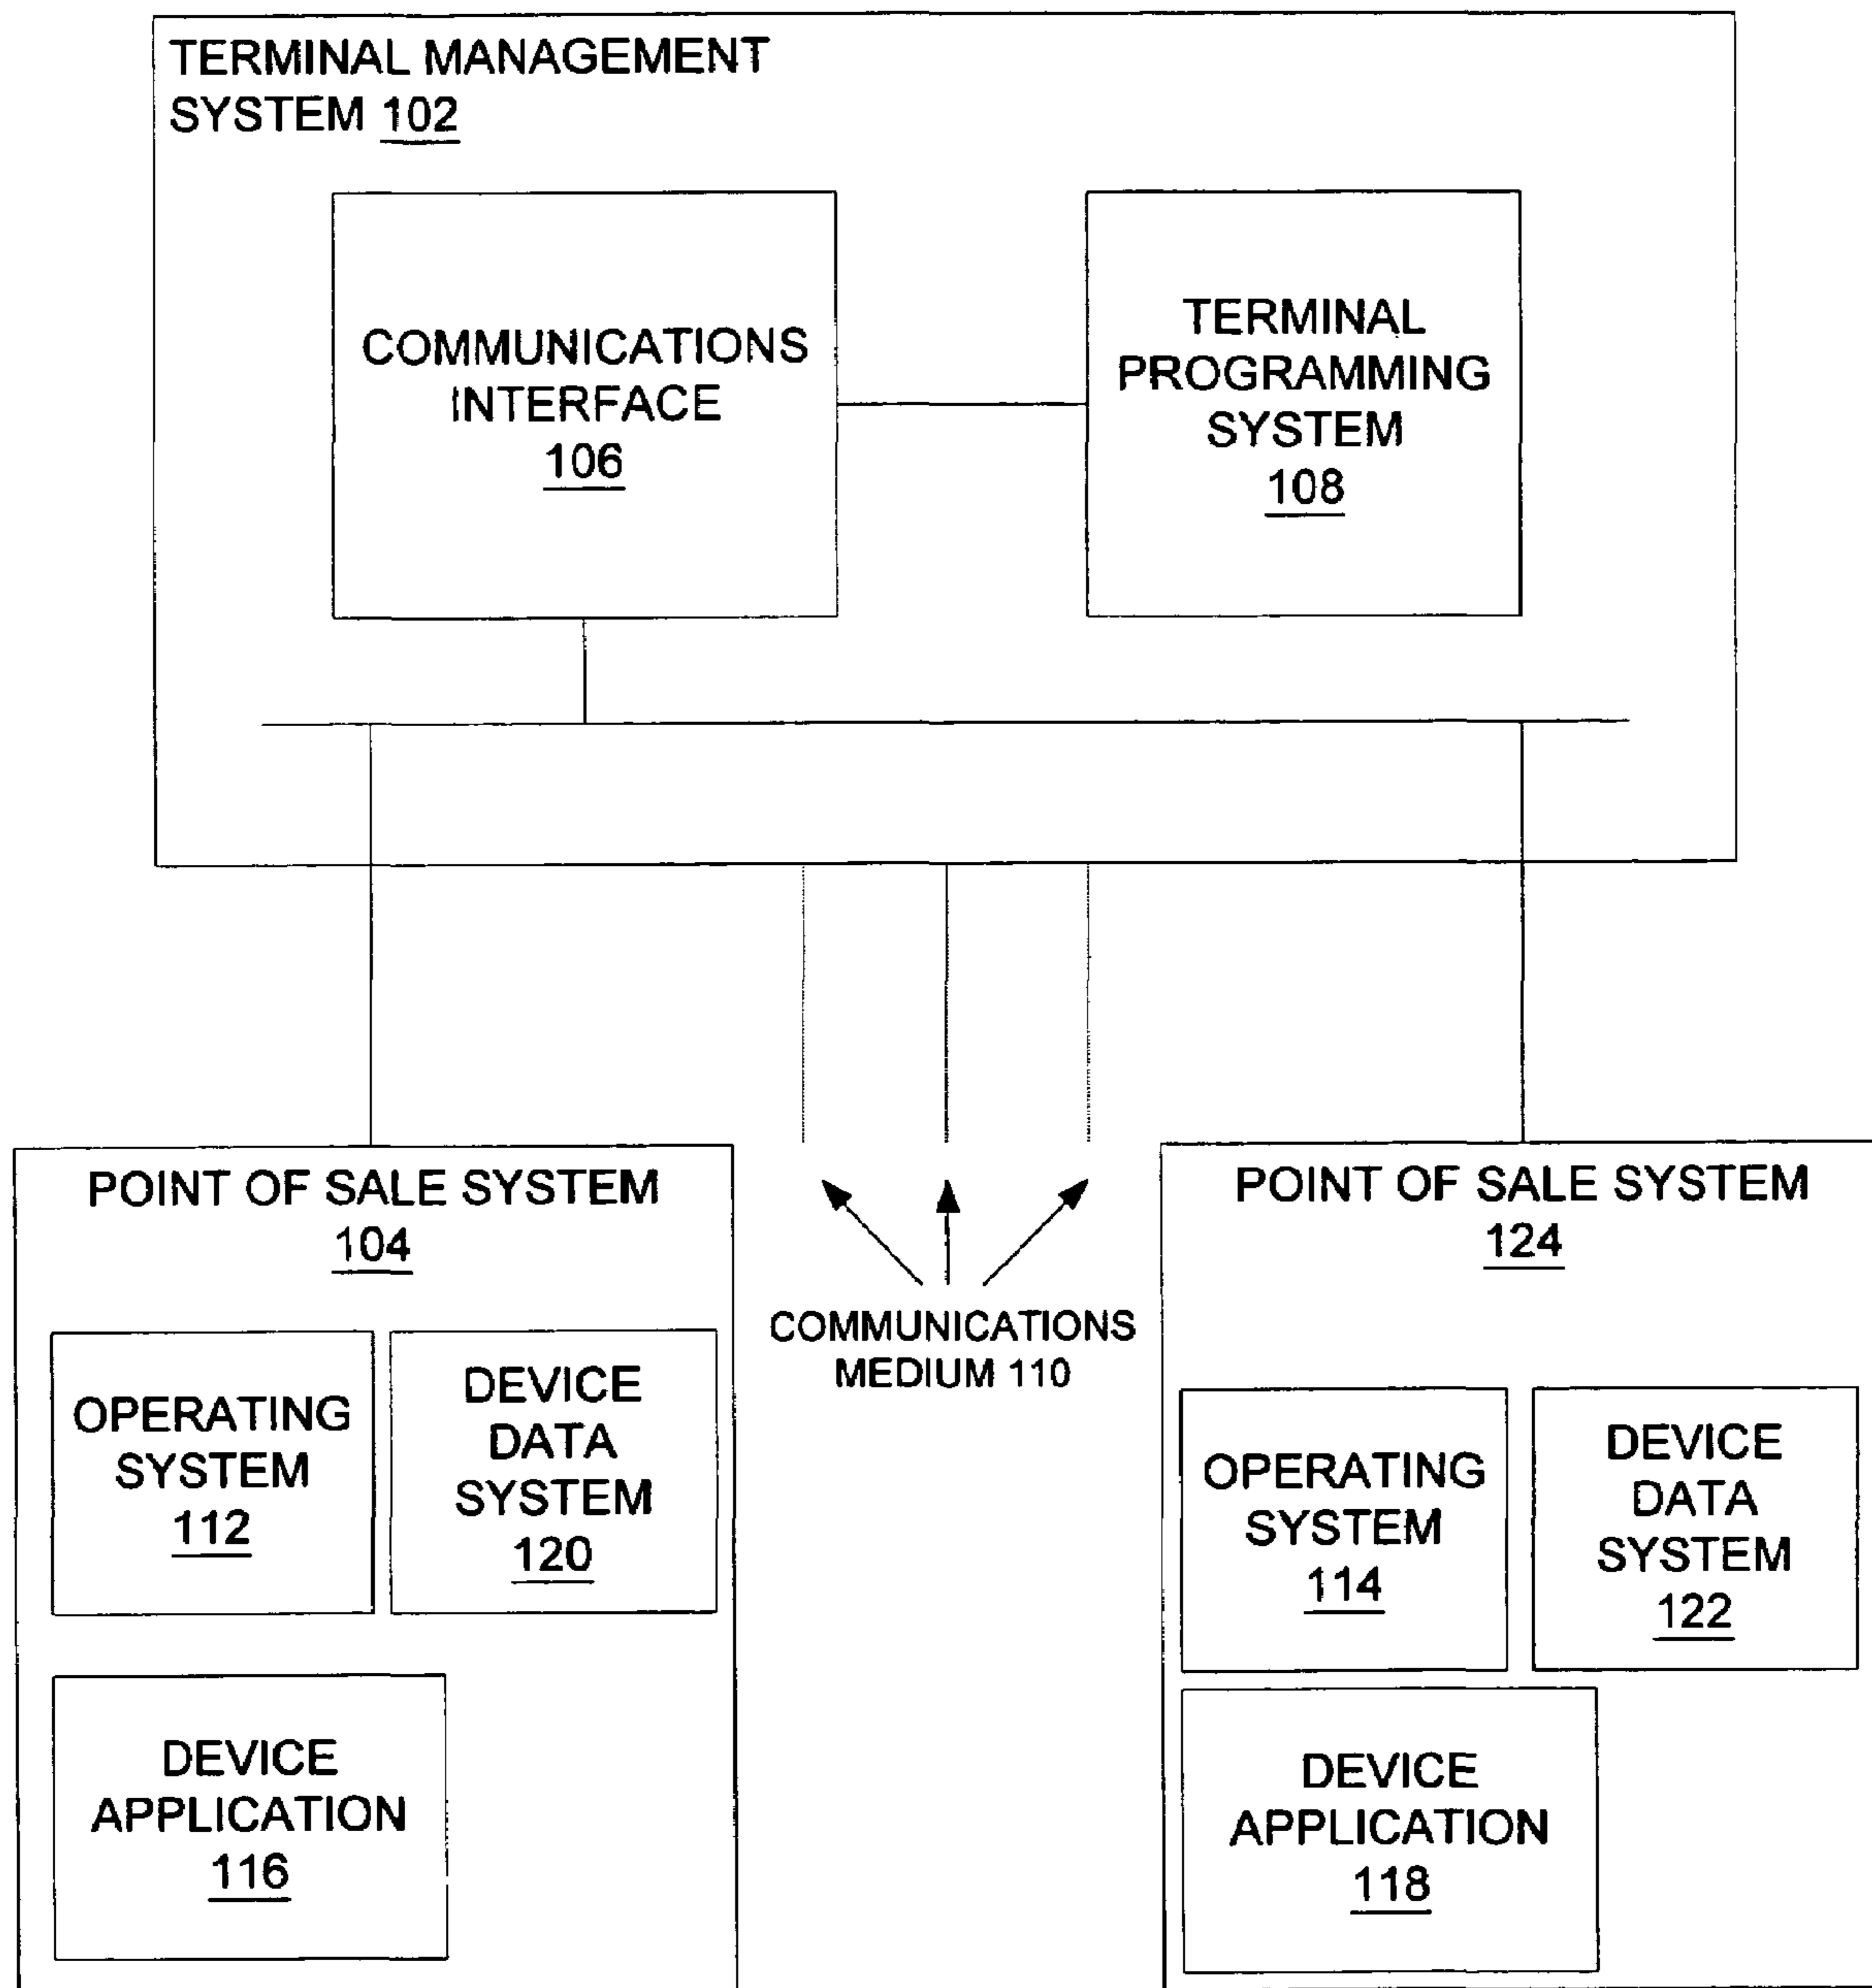 TERMINAL MANAGEMENT
SYSTEM 102
COMMUNICATIONS
INTERFACE
106
TERMINAL
PROGRAMMING
SYSTEM
108
POINT OF SALE SYSTEM
104
OPERATING
SYSTEM
112
DEVICE
DATA
SYSTEM
120
DEVICE
APPLICATION
116
COMMUNICATIONS
MEDIUM 110
POINT OF SALE SYSTEM
124
OPERATING
SYSTEM
114
DEVICE
DATA
SYSTEM
122
DEVICE
APPLICATION
118